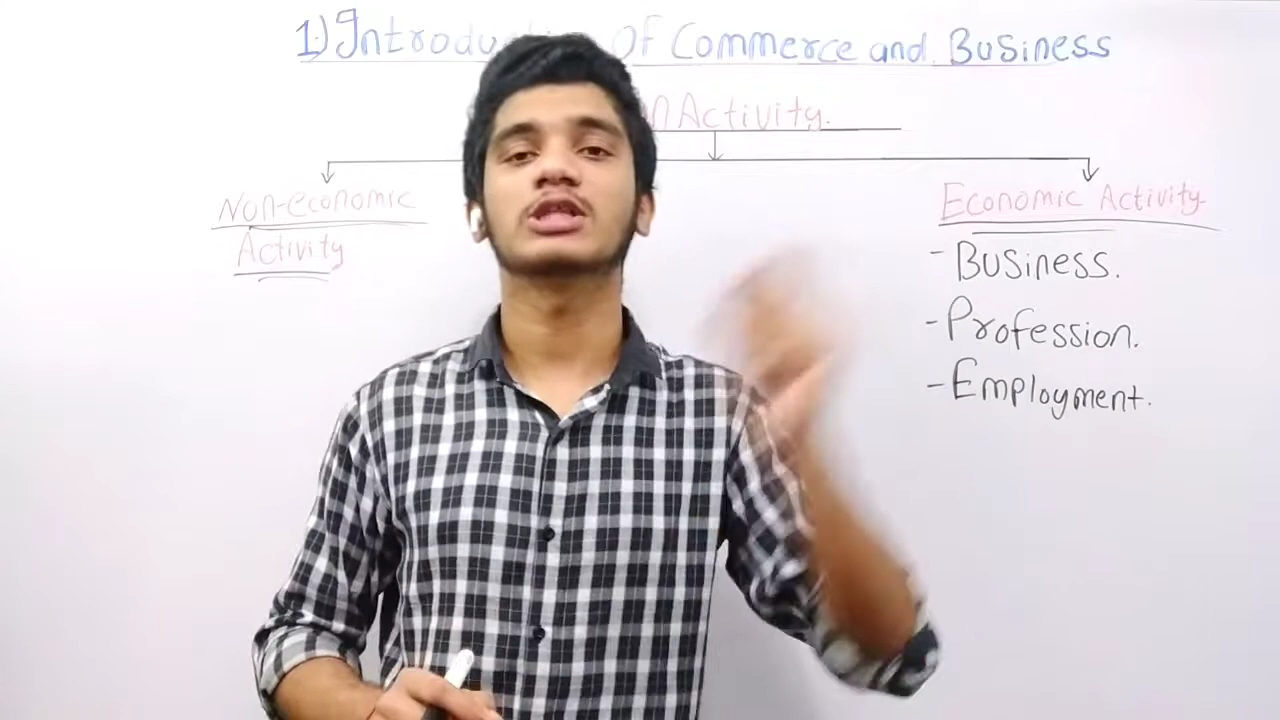 1) Introdu Of Commerce and Business
n Activity.
Non-economic
Activity
Economic Activity
- Business.
- Profession.
- Employment.